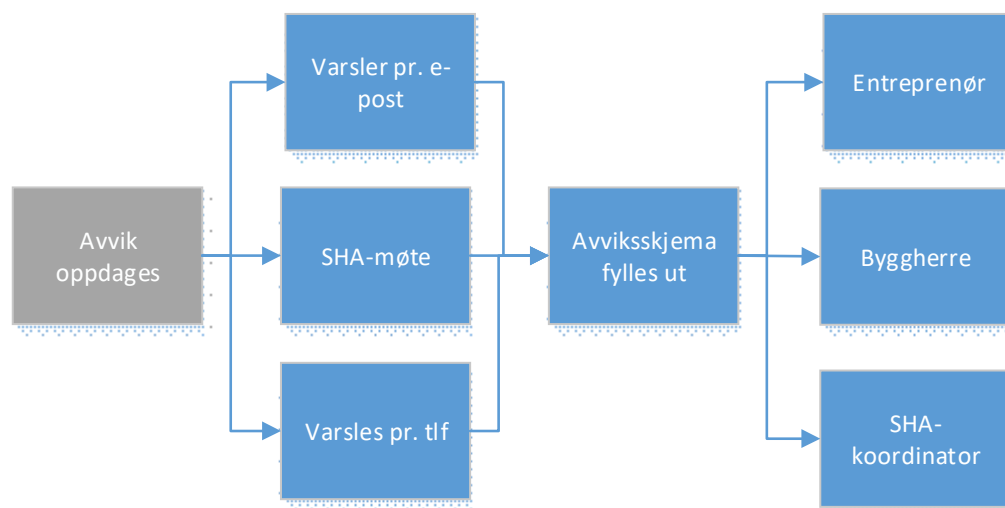 Avvik
oppdages
Varsler pr. e-
post
SHA-møte
Varsles pr. tlf
Avviksskjema
fylles ut
Entreprenør
Byggherre
SHA-
koordinator